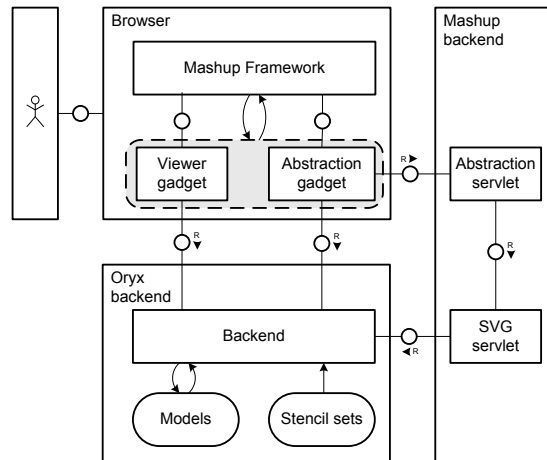 Browser
Mashup
backend
Mashup Framework
Viewer
gadget
Abstraction
gadget
R
Abstraction
servlet
R
R
R
Oryx
backend
Backend
R
SVG
servlet
Models
Stencil sets